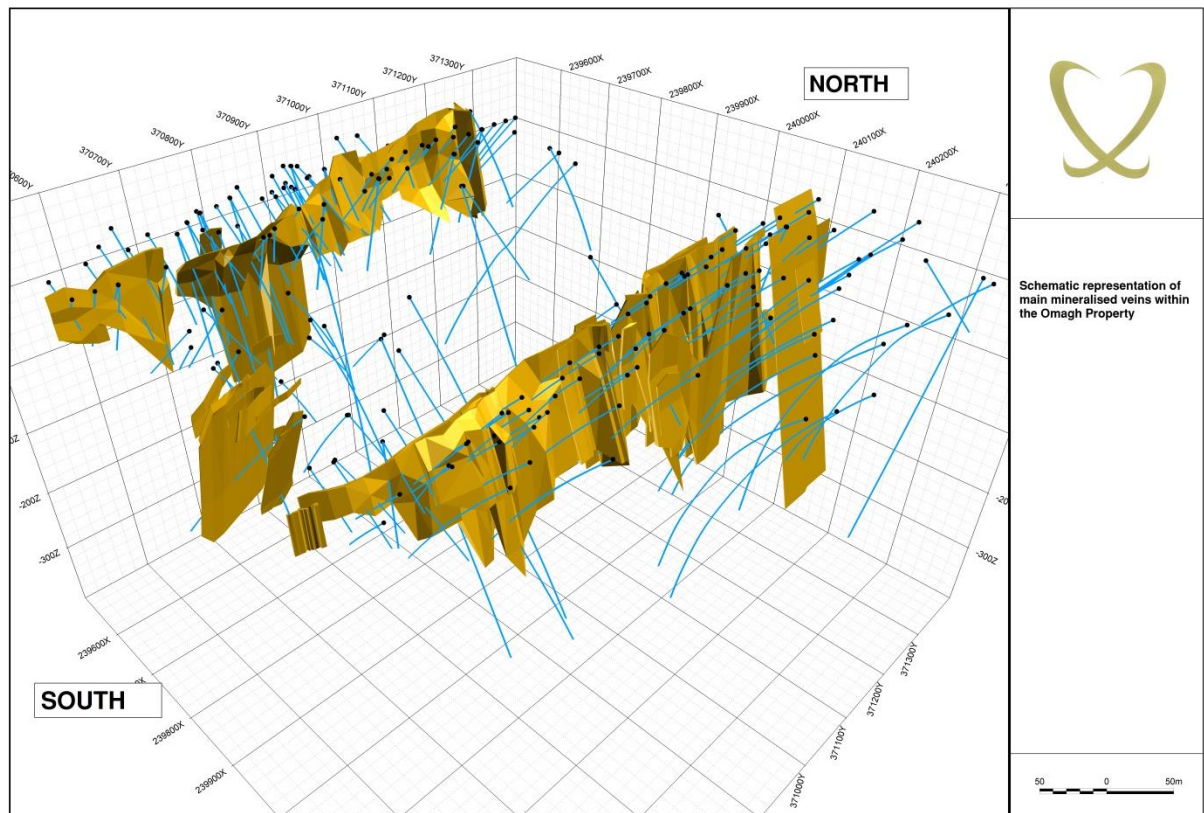 NORTH
SOUTH
371300Y
371200Y
371100Y
371000Y
370900Y
370800Y
370700Y
239600X
239700X
239800X
239900X
240000X
240100X
240200X
-200Z
-300Z
-300Z
239600X
239800X
239900X
371300Y
371200Y
371100Y
371000Y
Schematic representation of
main mineralised veins within
the Omagh Property
50 0 50m